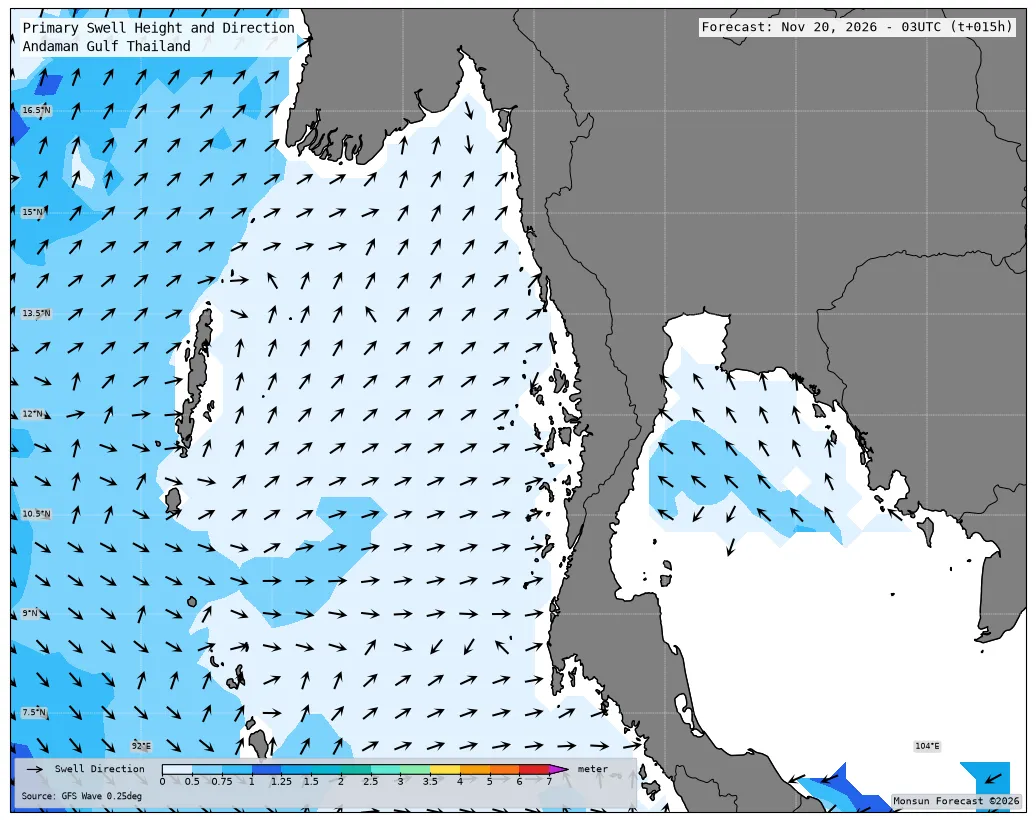 Primary Swell Height and Direction
Andaman Gulf Thailand
Forecast: Nov 20, 2026 - 03UTC (t+015h)
16.5°N
15°N
13.5°N
12°N
10.5°N
9°N
7.5°N
92°E
104°E
Swell Direction
0 0.5 0.75 1 1.25 1.5 2 2.5 3 3.5 4 5 6 7
meter
Source: GFS Wave 0.25deg
Monsun Forecast ©2026